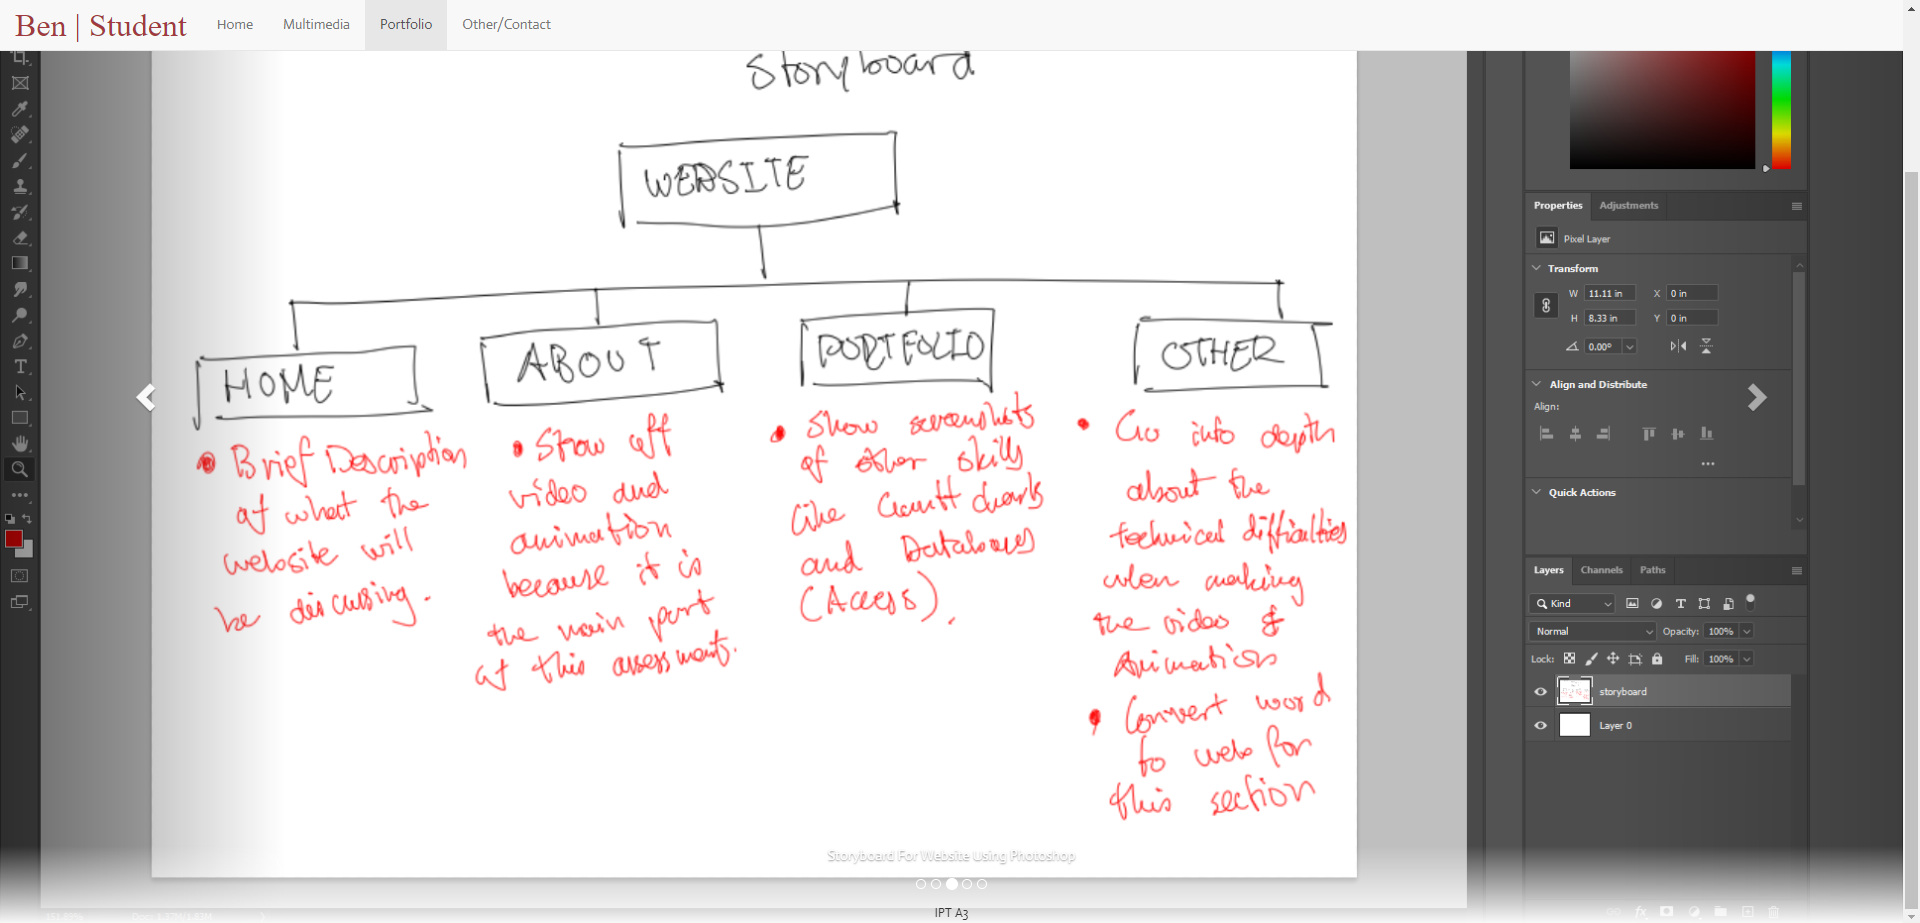 Ben | Student Home Multimedia Portfolio Other/Contact
Storyboard
WEBSITE
HOME
ABOUT
PORTFOLIO
OTHER
Brief Description
of what the
website will
be discussing.
Show off
video and
animation
because it is
the main part
of this assessment.
Show screenshots
of other skills
like Gantt charts
and Databases
(Access).
Go into depth
about the
technical difficulties
when making
the video &
Animation
Convert word
to web for
this section
Properties Adjustments
Pixel Layer
Transform
W 11.11 in X 0 in
H 8.33 in Y 0 in
0.00°
Align and Distribute
Align:
Quick Actions
Layers Channels Paths
Kind
Normal Opacity: 100%
Lock: Fill: 100%
storyboard
Layer 0
Storyboard For Website Using Photoshop
IPT A3